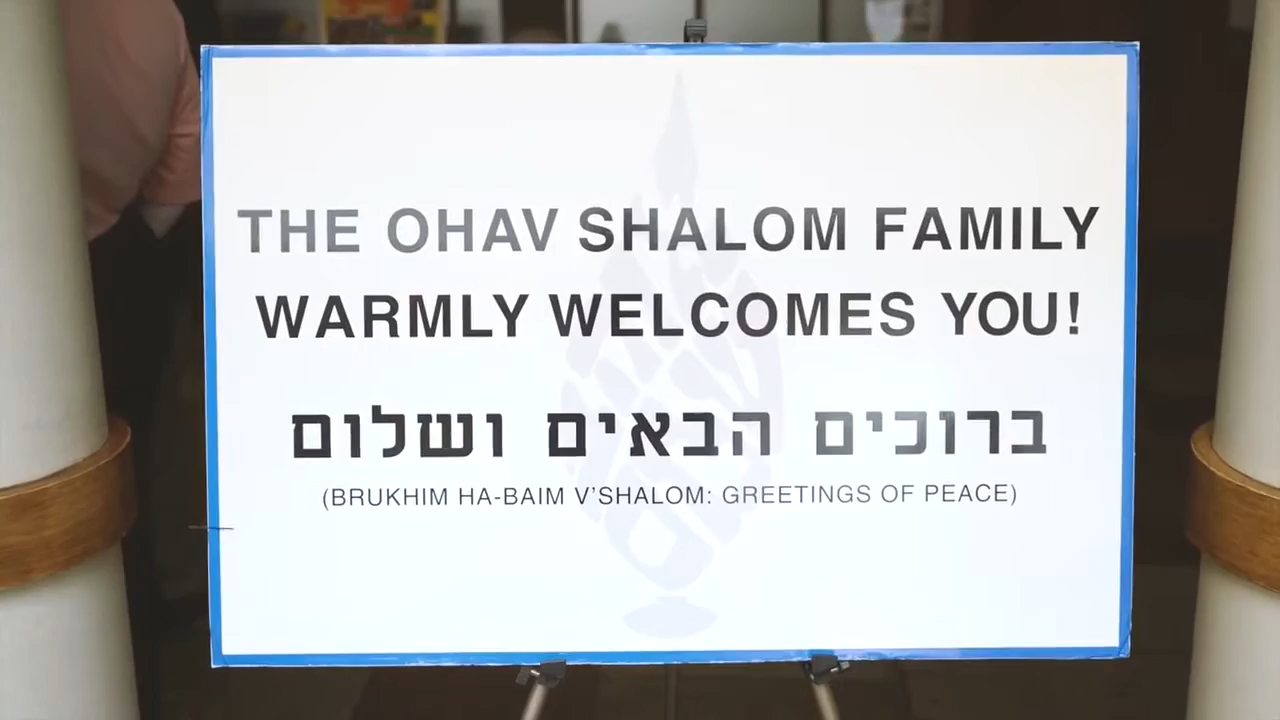 THE OHAV SHALOM FAMILY
WARMLY WELCOMES YOU!
ברוכים הבאים ושלום
(BRUKHIM HA-BAIM V'SHALOM: GREETINGS OF PEACE)